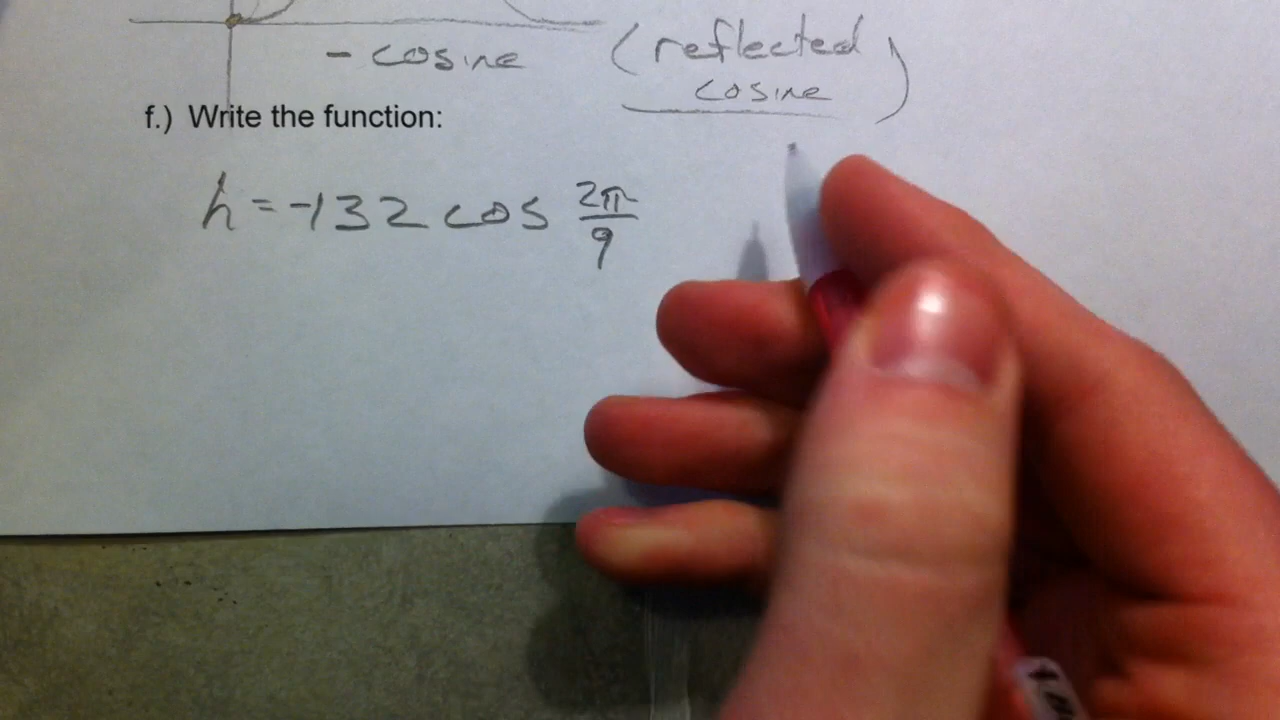 - cosine (reflected
cosine)
f.) Write the function:
h = -132 cos 2π/9